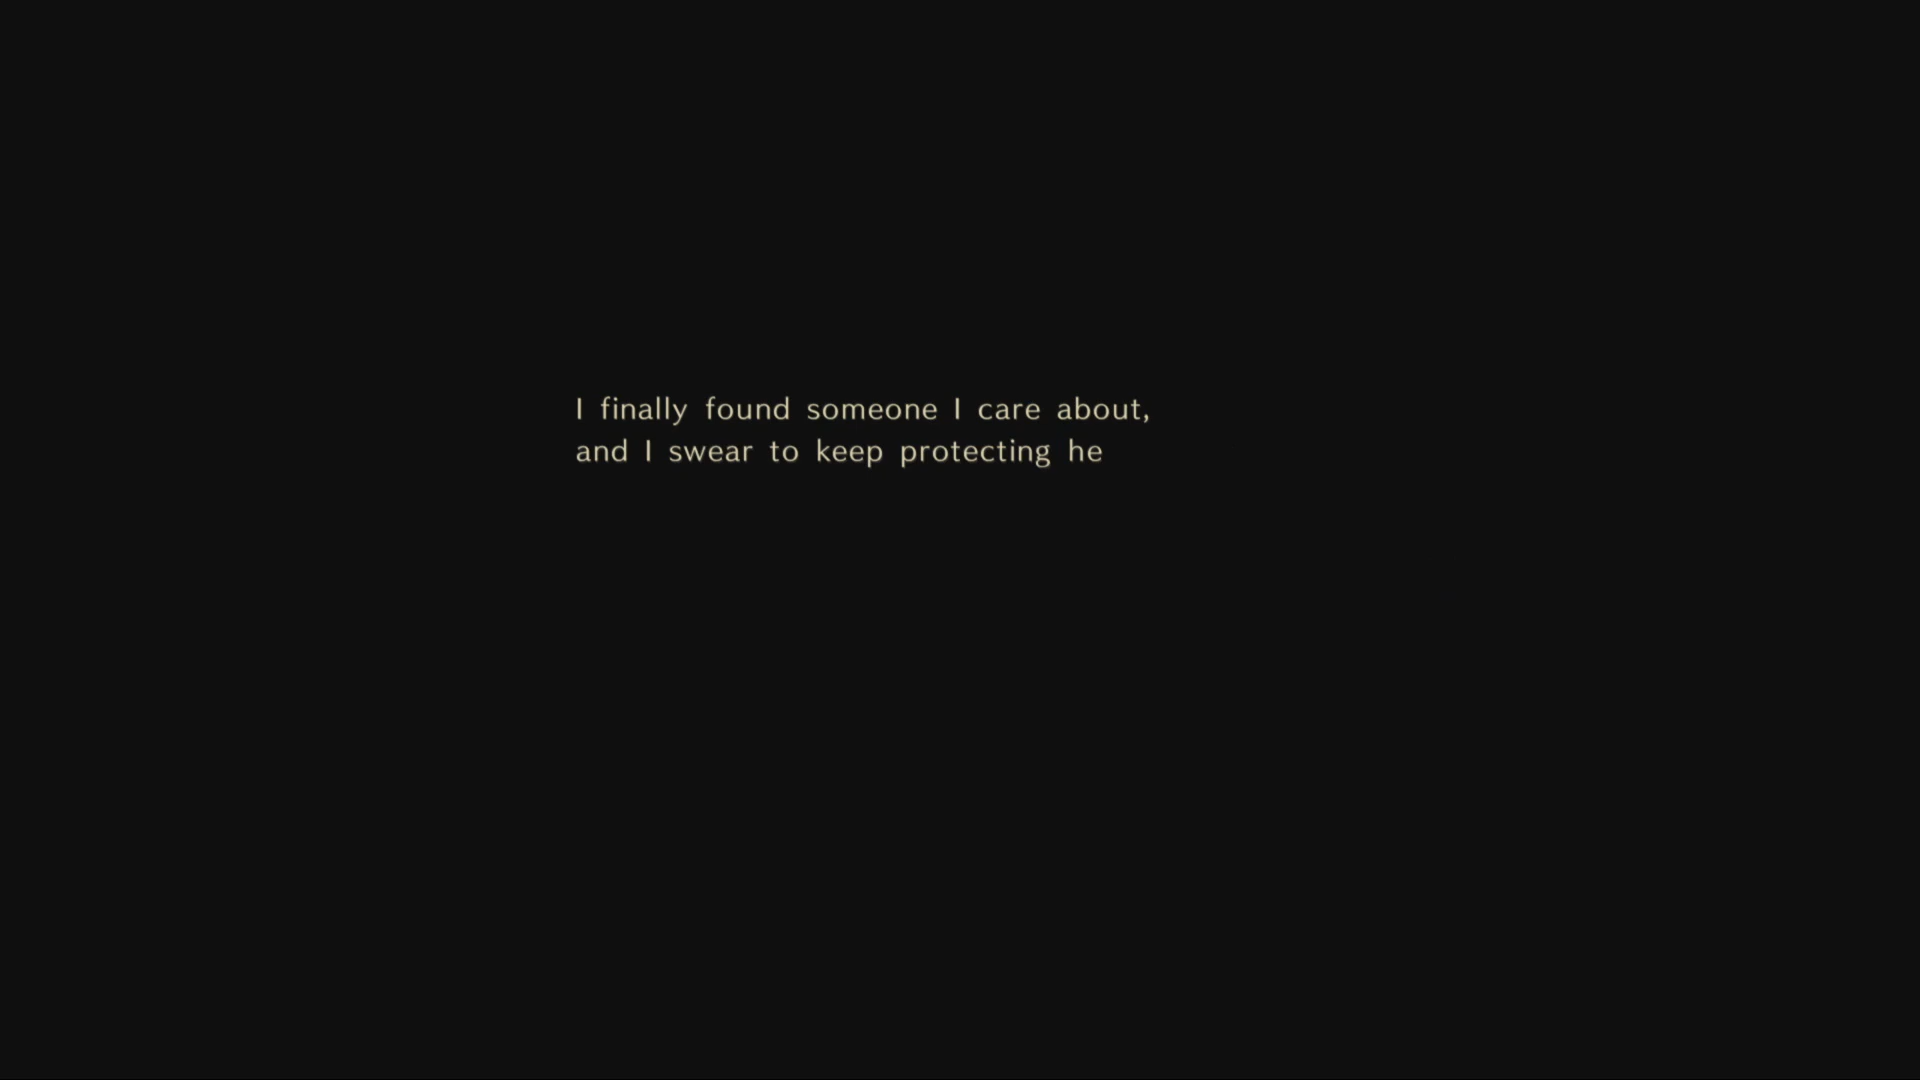 I finally found someone I care about,
and I swear to keep protecting he